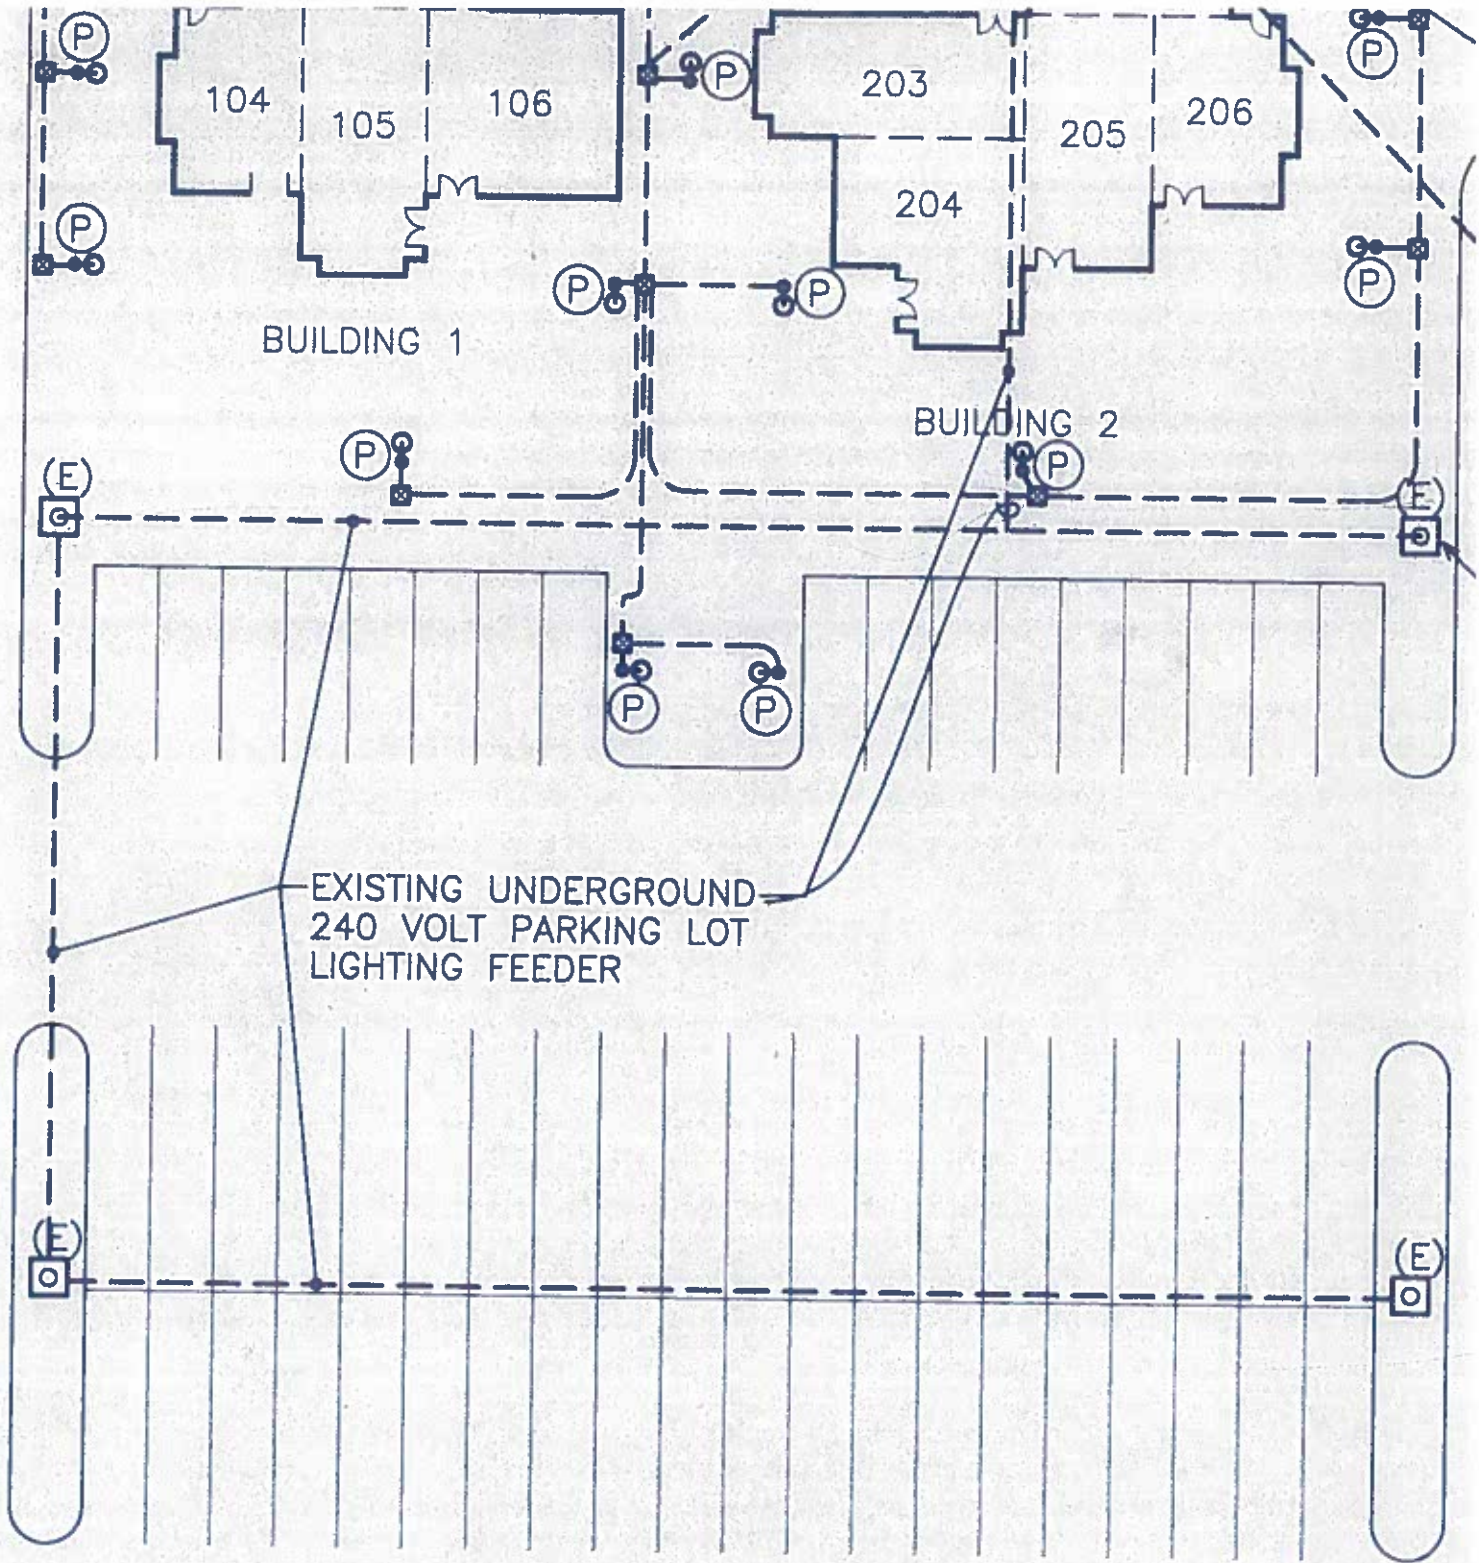 P
P
P
104
105
106
203
205
206
204
P
P
P
P
P
BUILDING 1
BUILDING 2
P
P
(E)
(E)
P
P
EXISTING UNDERGROUND
240 VOLT PARKING LOT
LIGHTING FEEDER
(E)
(E)